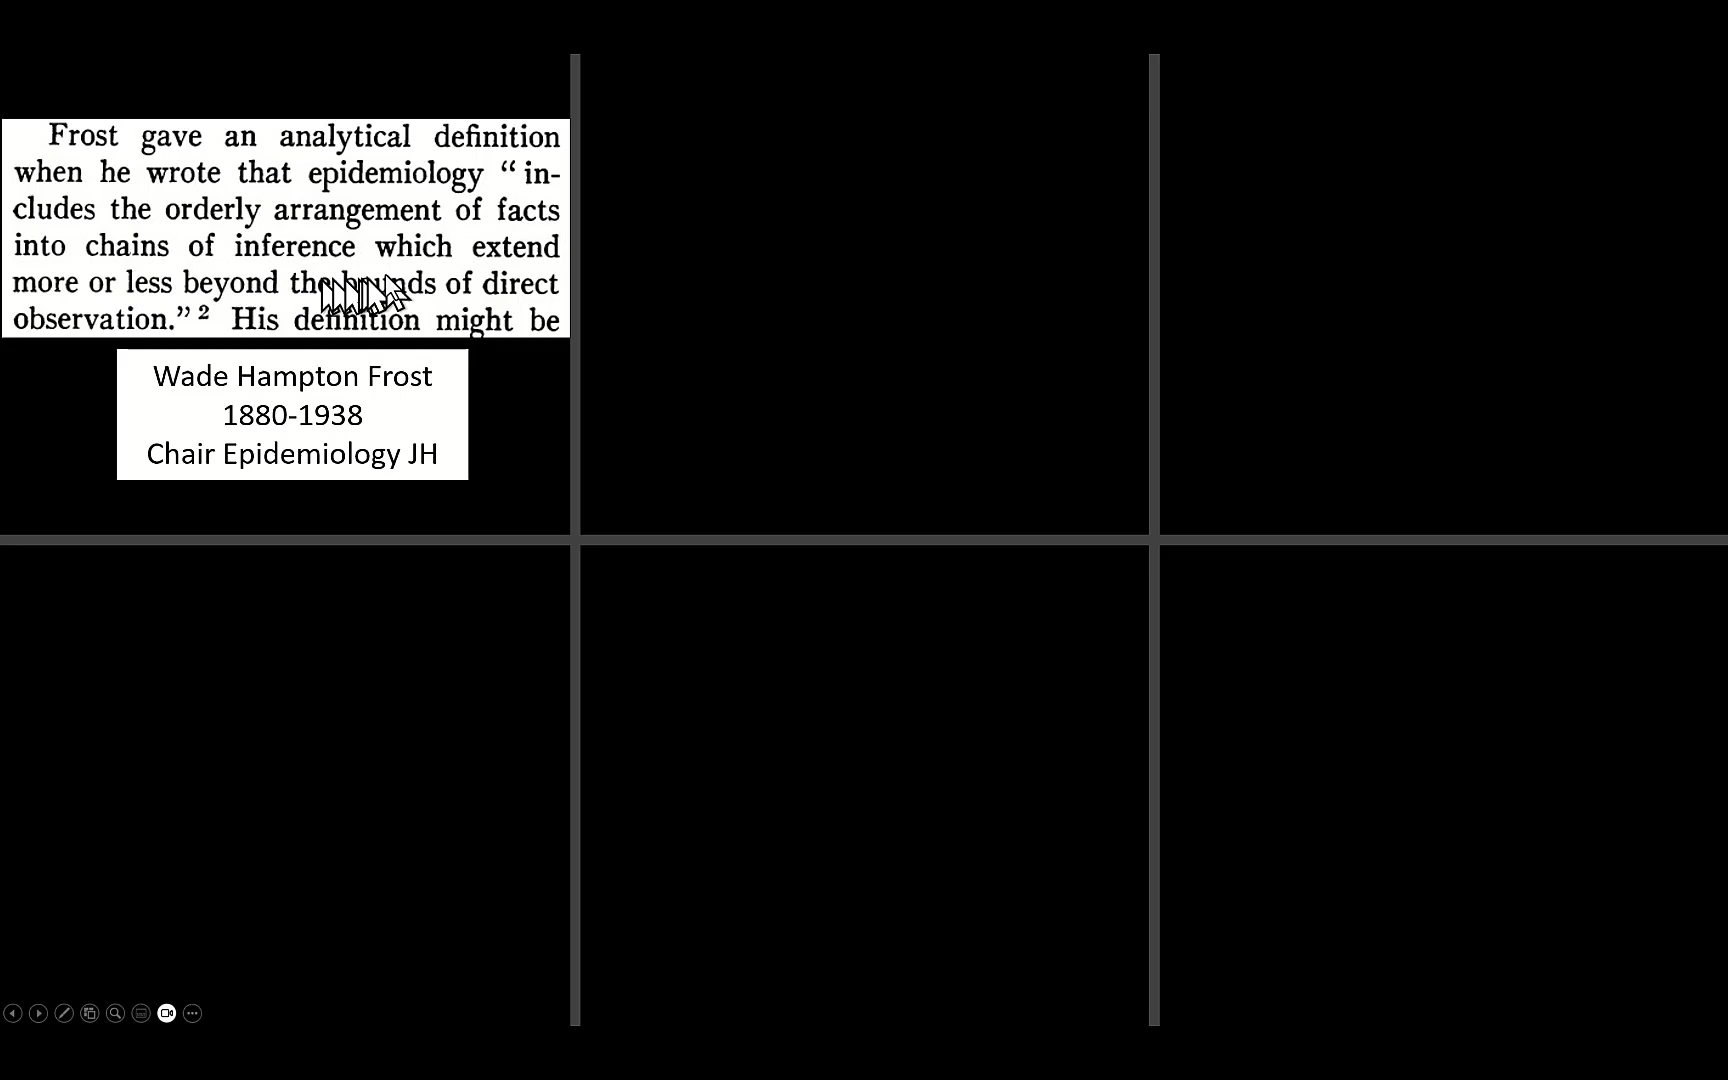 Frost gave an analytical definition
when he wrote that epidemiology “in-
cludes the orderly arrangement of facts
into chains of inference which extend
more or less beyond the of direct
observation.”² His definition might be
Wade Hampton Frost
1880-1938
Chair Epidemiology JH